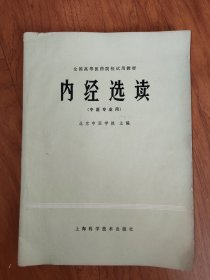 全国高等医药院校试用教材
内经选读
(中医专业用)
北京中医学院 主编
上海科学技术出版社